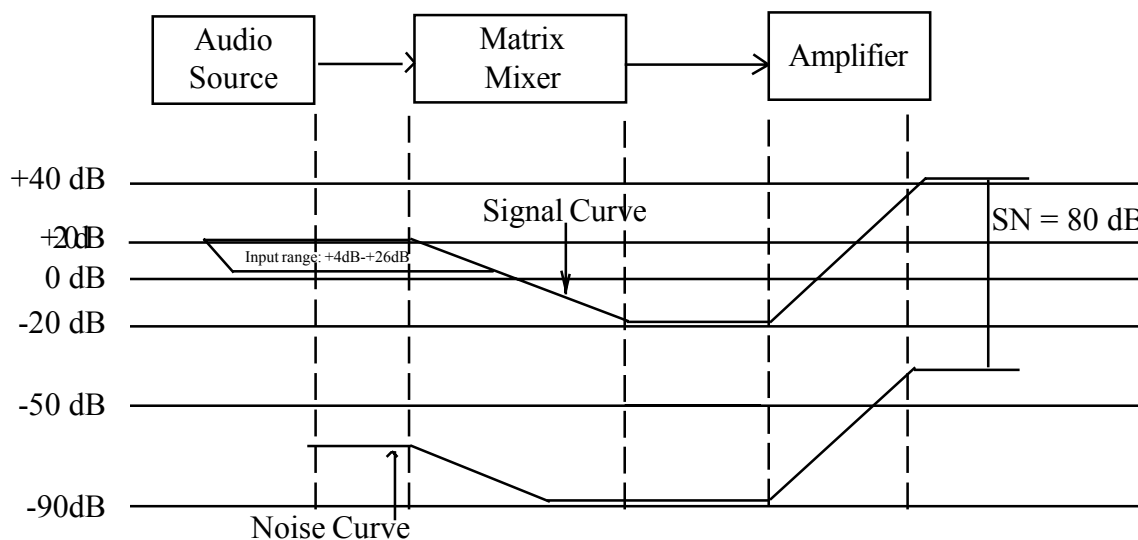 Audio
Source
Matrix
Mixer
Amplifier
+40 dB
Signal Curve
SN = 80 dB
+20dB
Input range: +4dB-+26dB
0 dB
-20 dB
-50 dB
-90dB
Noise Curve